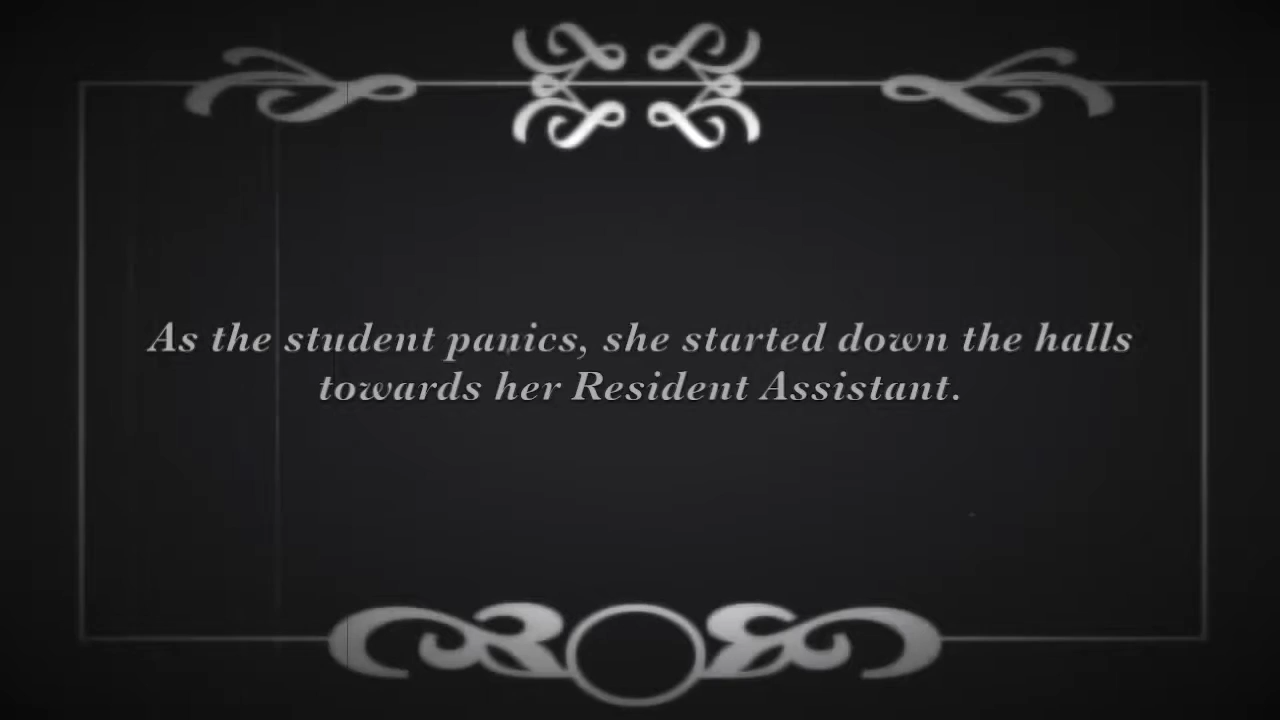 As the student panics, she started down the halls
towards her Resident Assistant.